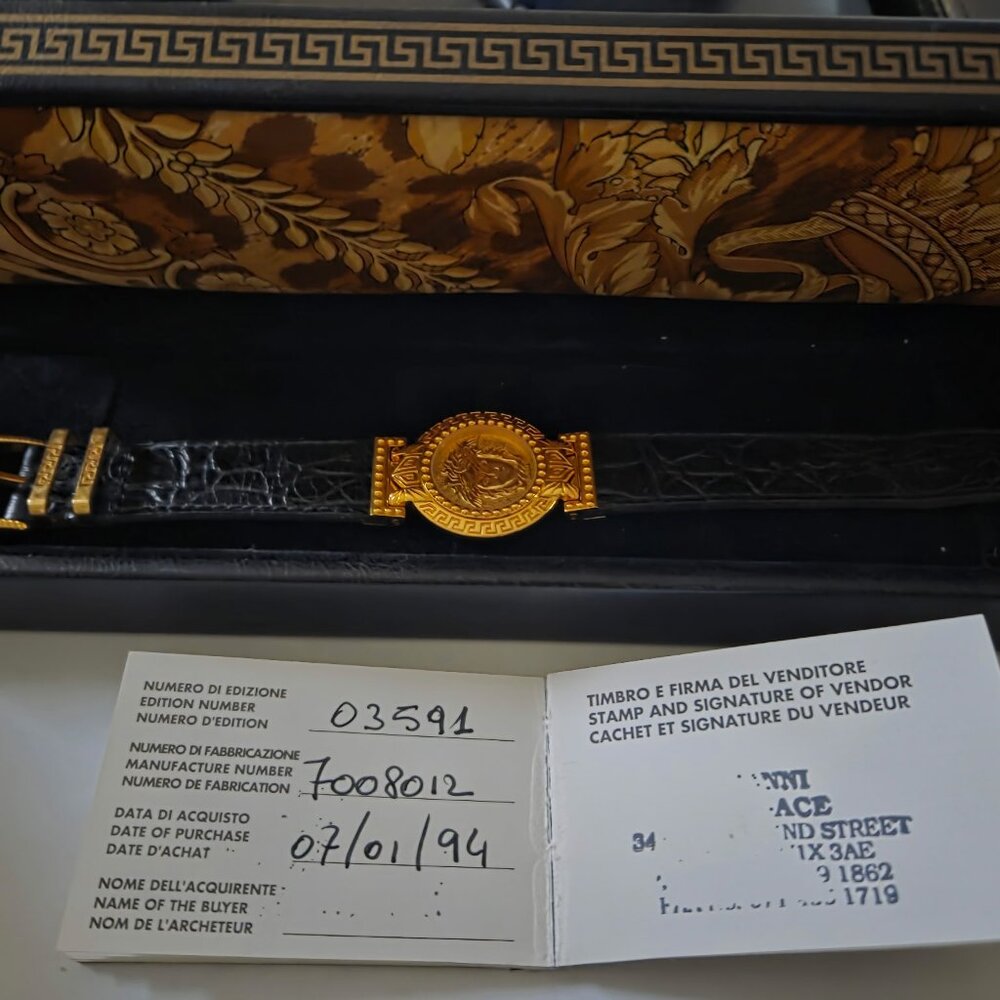 NUMERO DI EDIZIONE
EDITION NUMBER
NUMERO D'EDITION
03591
NUMERO DI FABBRICAZIONE
MANUFACTURE NUMBER
NUMERO DE FABRICATION
7008012
DATA DI ACQUISTO
DATE OF PURCHASE
DATE D'ACHAT
07/01/94
NOME DELL'ACQUIRENTE
NAME OF THE BUYER
NOM DE L'ARCHETEUR
TIMBRO E FIRMA DEL VENDITORE
STAMP AND SIGNATURE OF VENDOR
CACHET ET SIGNATURE DU VENDEUR
NNI
ACE
34 ND STREET
1X 3AE
9 1862
1719